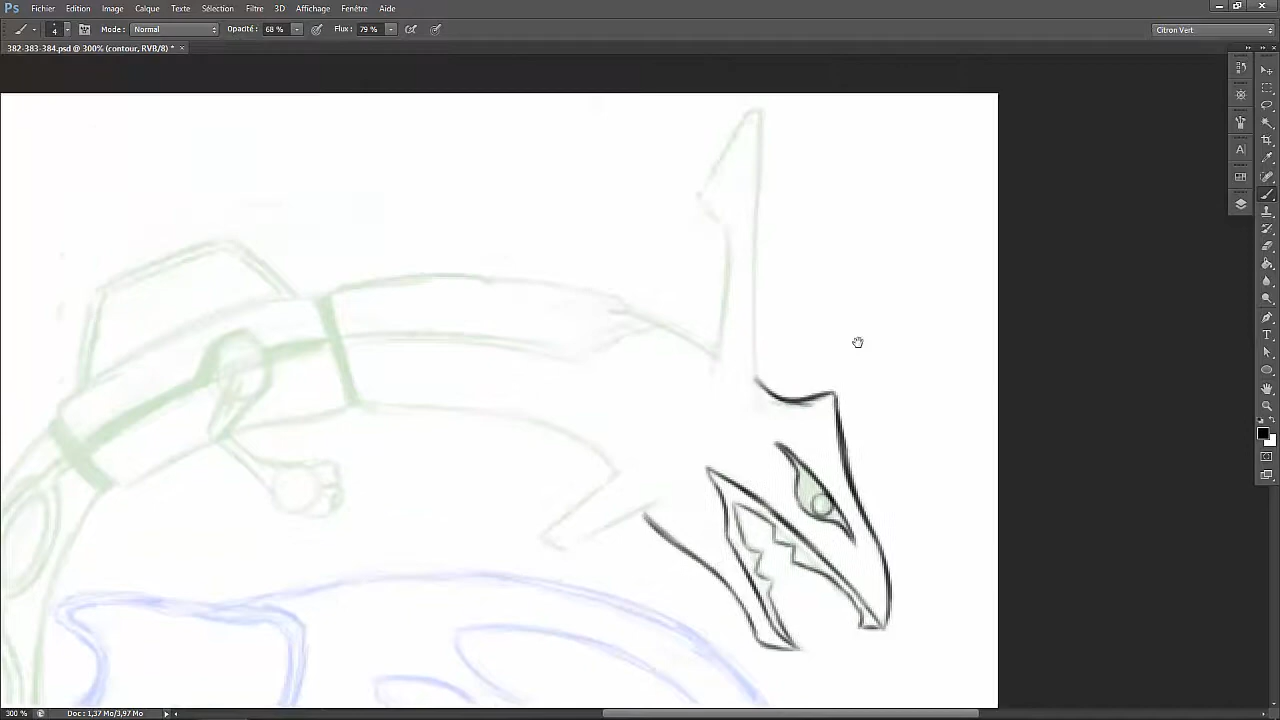 Ps Fichier Edition Image Calque Texte Sélection Filtre 3D Affichage Fenêtre Aide
4 Mode : Normal Opacité : 68 % Flux : 79 % Citron Vert
382-383-384.psd @ 300% (contour, RVB/8) * ×
300 % Doc : 1,37 Mo/3,97 Mo